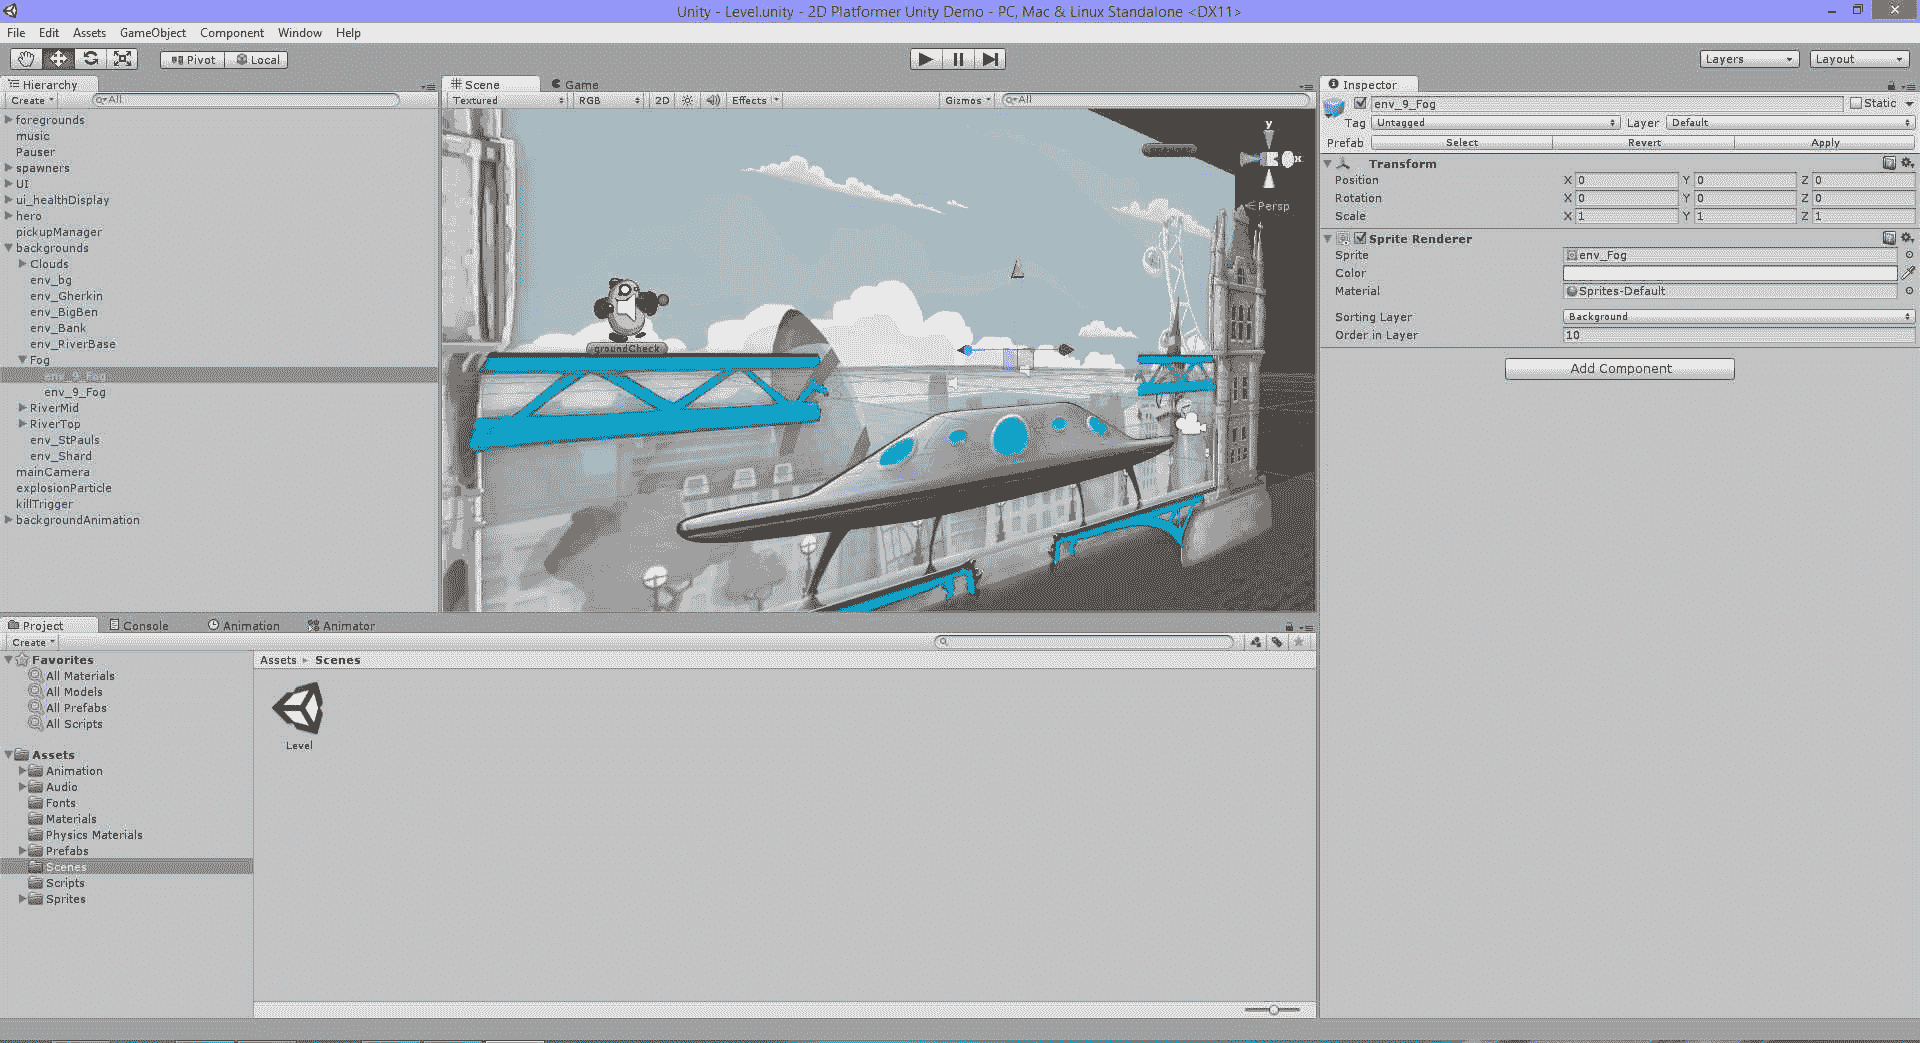 Unity - Level.unity - 2D Platformer Unity Demo - PC, Mac & Linux Standalone <DX11>
File Edit Assets GameObject Component Window Help
Pivot Local Layers Layout
Hierarchy
Create All
foregrounds
music
Pauser
spawners
UI
ui_healthDisplay
hero
pickupManager
backgrounds
Clouds
env_bg
env_Gherkin
env_BigBen
env_Bank
env_RiverBase
Fog
env_9_Fog
env_9_Fog
RiverMid
RiverTop
env_StPauls
env_Shard
mainCamera
explosionParticle
killTrigger
backgroundAnimation
Scene Game
Textured RGB 2D Effects Gizmos All
y
x
Persp
groundCheck
Inspector
env_9_Fog Static
Tag Untagged Layer Default
Prefab Select Revert Apply
Transform
Position X 0 Y 0 Z 0
Rotation X 0 Y 0 Z 0
Scale X 1 Y 1 Z 1
Sprite Renderer
Sprite env_Fog
Color
Material Sprites-Default
Sorting Layer Background
Order in Layer 10
Add Component
Project Console Animation Animator
Create
Favorites
All Materials
All Models
All Prefabs
All Scripts
Assets
Animation
Audio
Fonts
Materials
Physics Materials
Prefabs
Scenes
Scripts
Sprites
Assets Scenes
Level